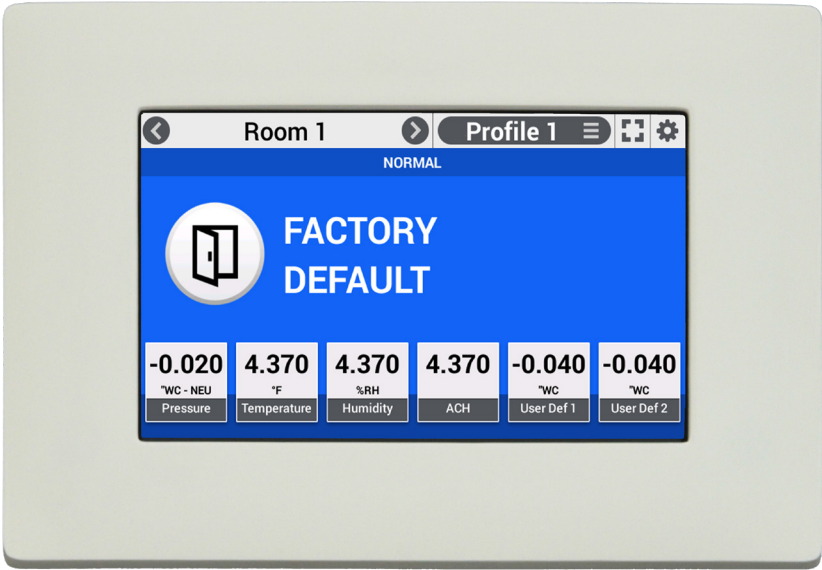 Room 1 Profile 1
NORMAL
FACTORY
DEFAULT
-0.020 4.370 4.370 4.370 -0.040 -0.040
"WC - NEU °F %RH "WC "WC
Pressure Temperature Humidity ACH User Def 1 User Def 2